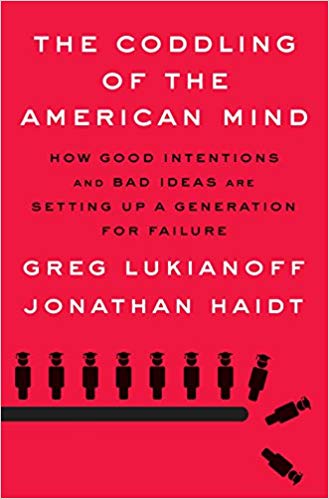 THE CODDLING
OF THE
AMERICAN MIND
HOW GOOD INTENTIONS
AND BAD IDEAS ARE
SETTING UP A GENERATION
FOR FAILURE
GREG LUKIANOFF
JONATHAN HAIDT